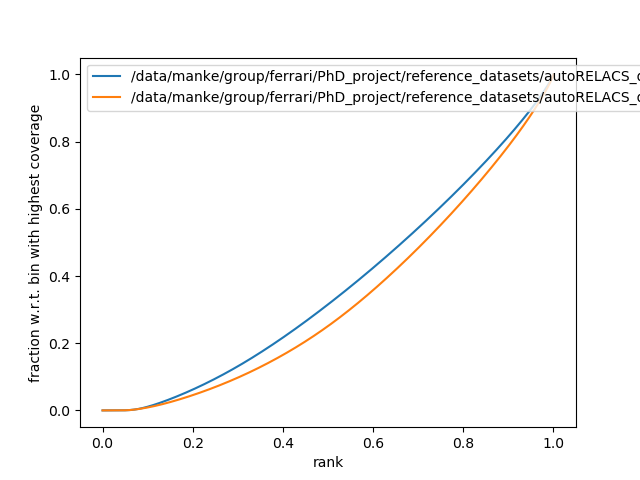 /data/manke/group/ferrari/PhD_project/reference_datasets/autoRELACS_
/data/manke/group/ferrari/PhD_project/reference_datasets/autoRELACS_
1.0
0.8
0.6
0.4
0.2
0.0
fraction w.r.t. bin with highest coverage
0.0 0.2 0.4 0.6 0.8 1.0
rank